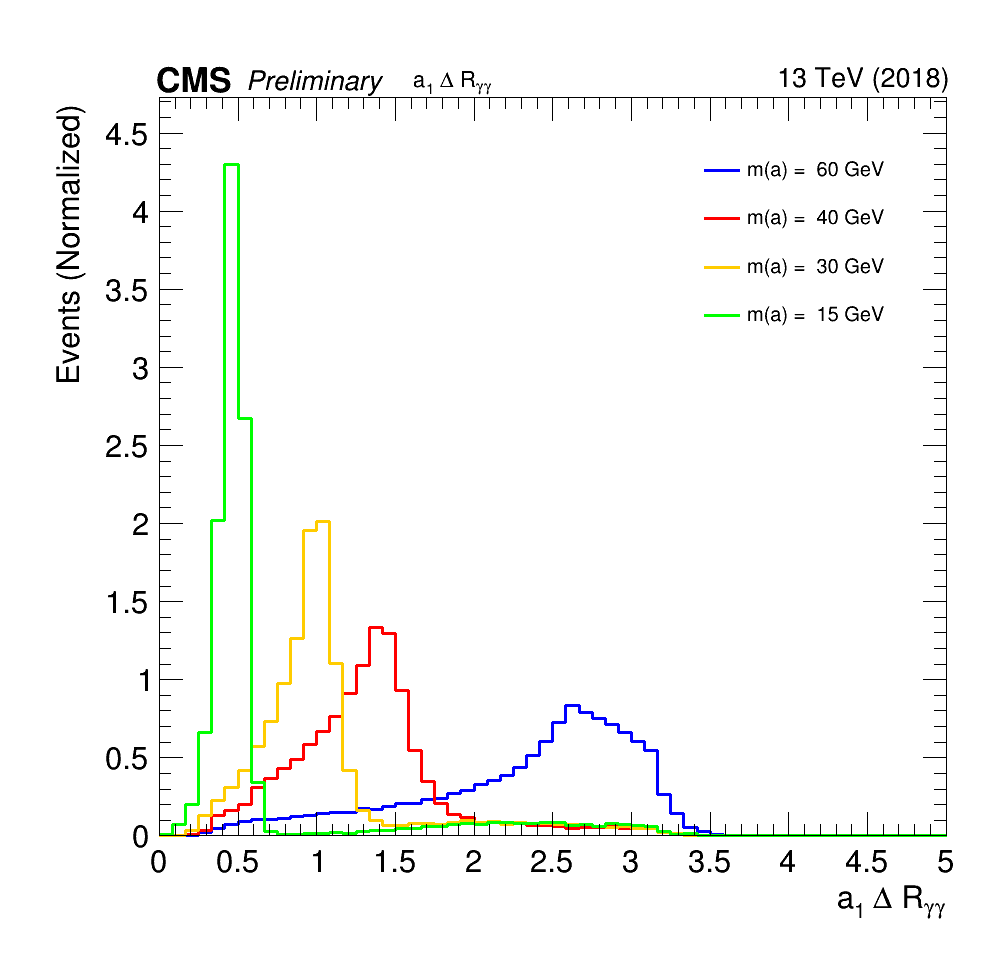 CMS Preliminary a₁ Δ Rγγ 13 TeV (2018)
Events (Normalized)
4.5
4
3.5
3
2.5
2
1.5
1
0.5
0
m(a) = 60 GeV
m(a) = 40 GeV
m(a) = 30 GeV
m(a) = 15 GeV
0 0.5 1 1.5 2 2.5 3 3.5 4 4.5 5
a₁ Δ Rγγ